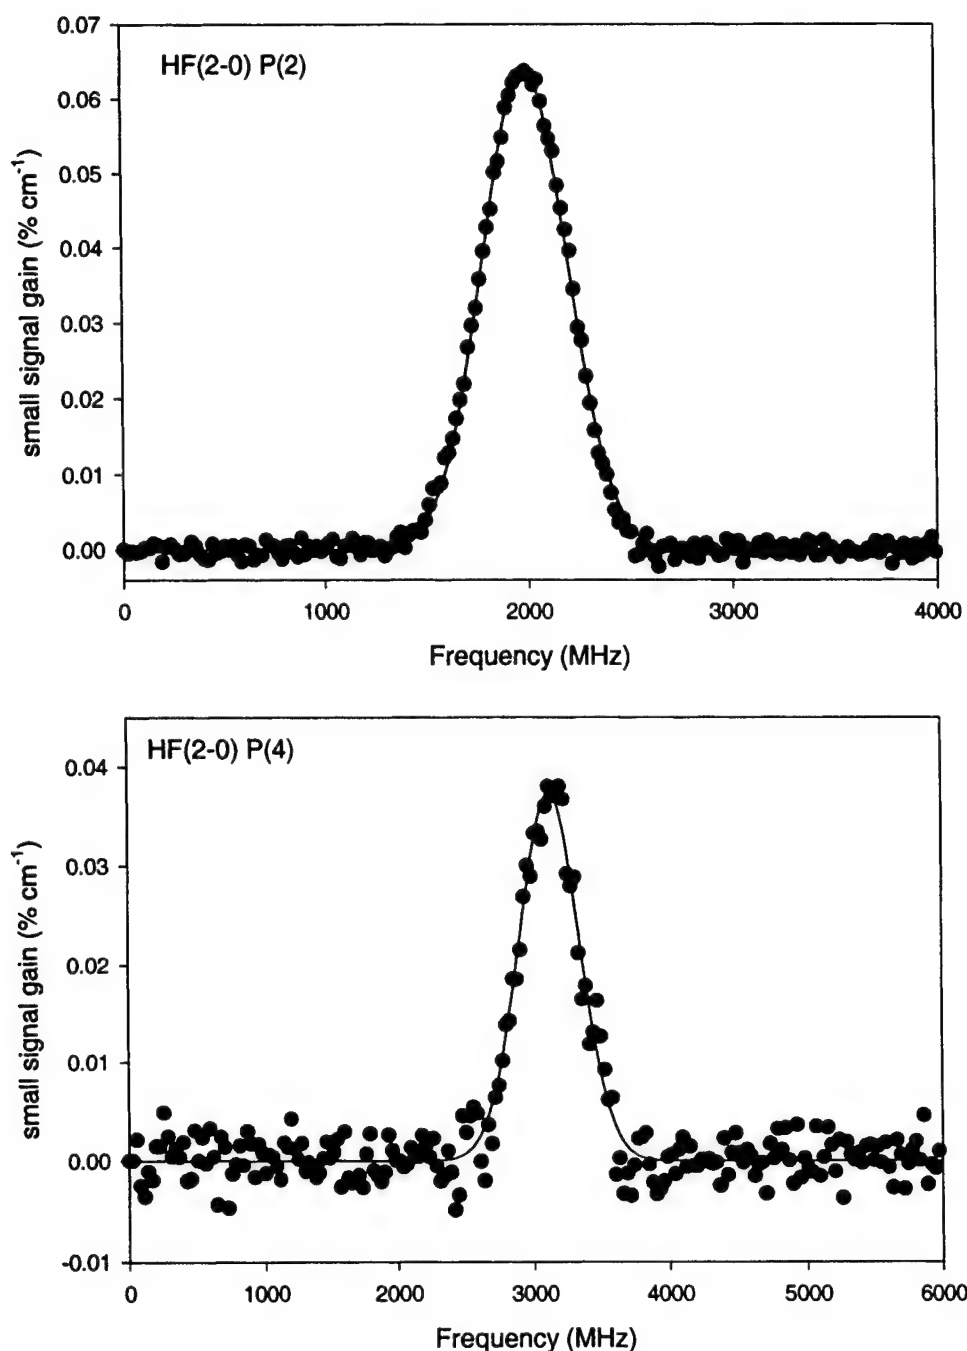 HF(2-0) P(2)
small signal gain (% cm-1)
0.07
0.06
0.05
0.04
0.03
0.02
0.01
0.00
0 1000 2000 3000 4000
Frequency (MHz)
HF(2-0) P(4)
small signal gain (% cm-1)
0.04
0.03
0.02
0.01
0.00
-0.01
0 1000 2000 3000 4000 5000 6000
Frequency (MHz)